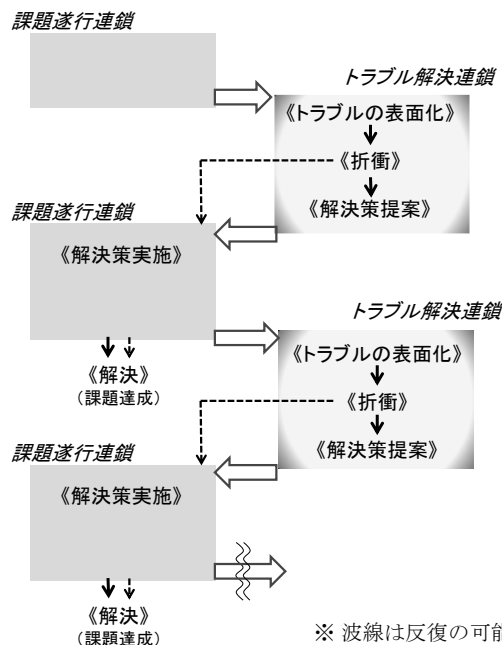 課題遂行連鎖
トラブル解決連鎖
《トラブルの表面化》
《折衝》
《解決策提案》
課題遂行連鎖
《解決策実施》
トラブル解決連鎖
《トラブルの表面化》
《解決》
(課題達成)
《折衝》
《解決策提案》
課題遂行連鎖
《解決策実施》
《解決》
(課題達成)
※ 波線は反復の可能